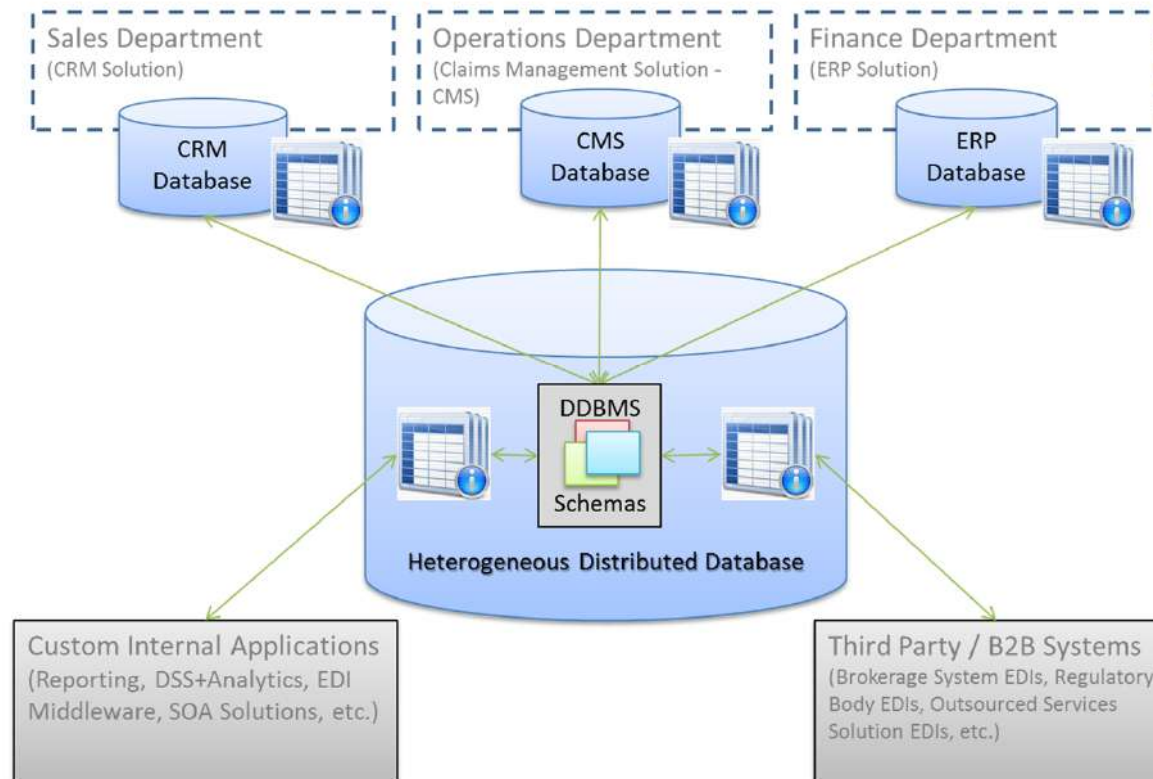 Sales Department
(CRM Solution)
Operations Department
(Claims Management Solution -
CMS)
Finance Department
(ERP Solution)
CRM
Database
CMS
Database
ERP
Database
DDBMS
Schemas
Heterogeneous Distributed Database
Custom Internal Applications
(Reporting, DSS+Analytics, EDI
Middleware, SOA Solutions, etc.)
Third Party / B2B Systems
(Brokerage System EDIs, Regulatory
Body EDIs, Outsourced Services
Solution EDIs, etc.)